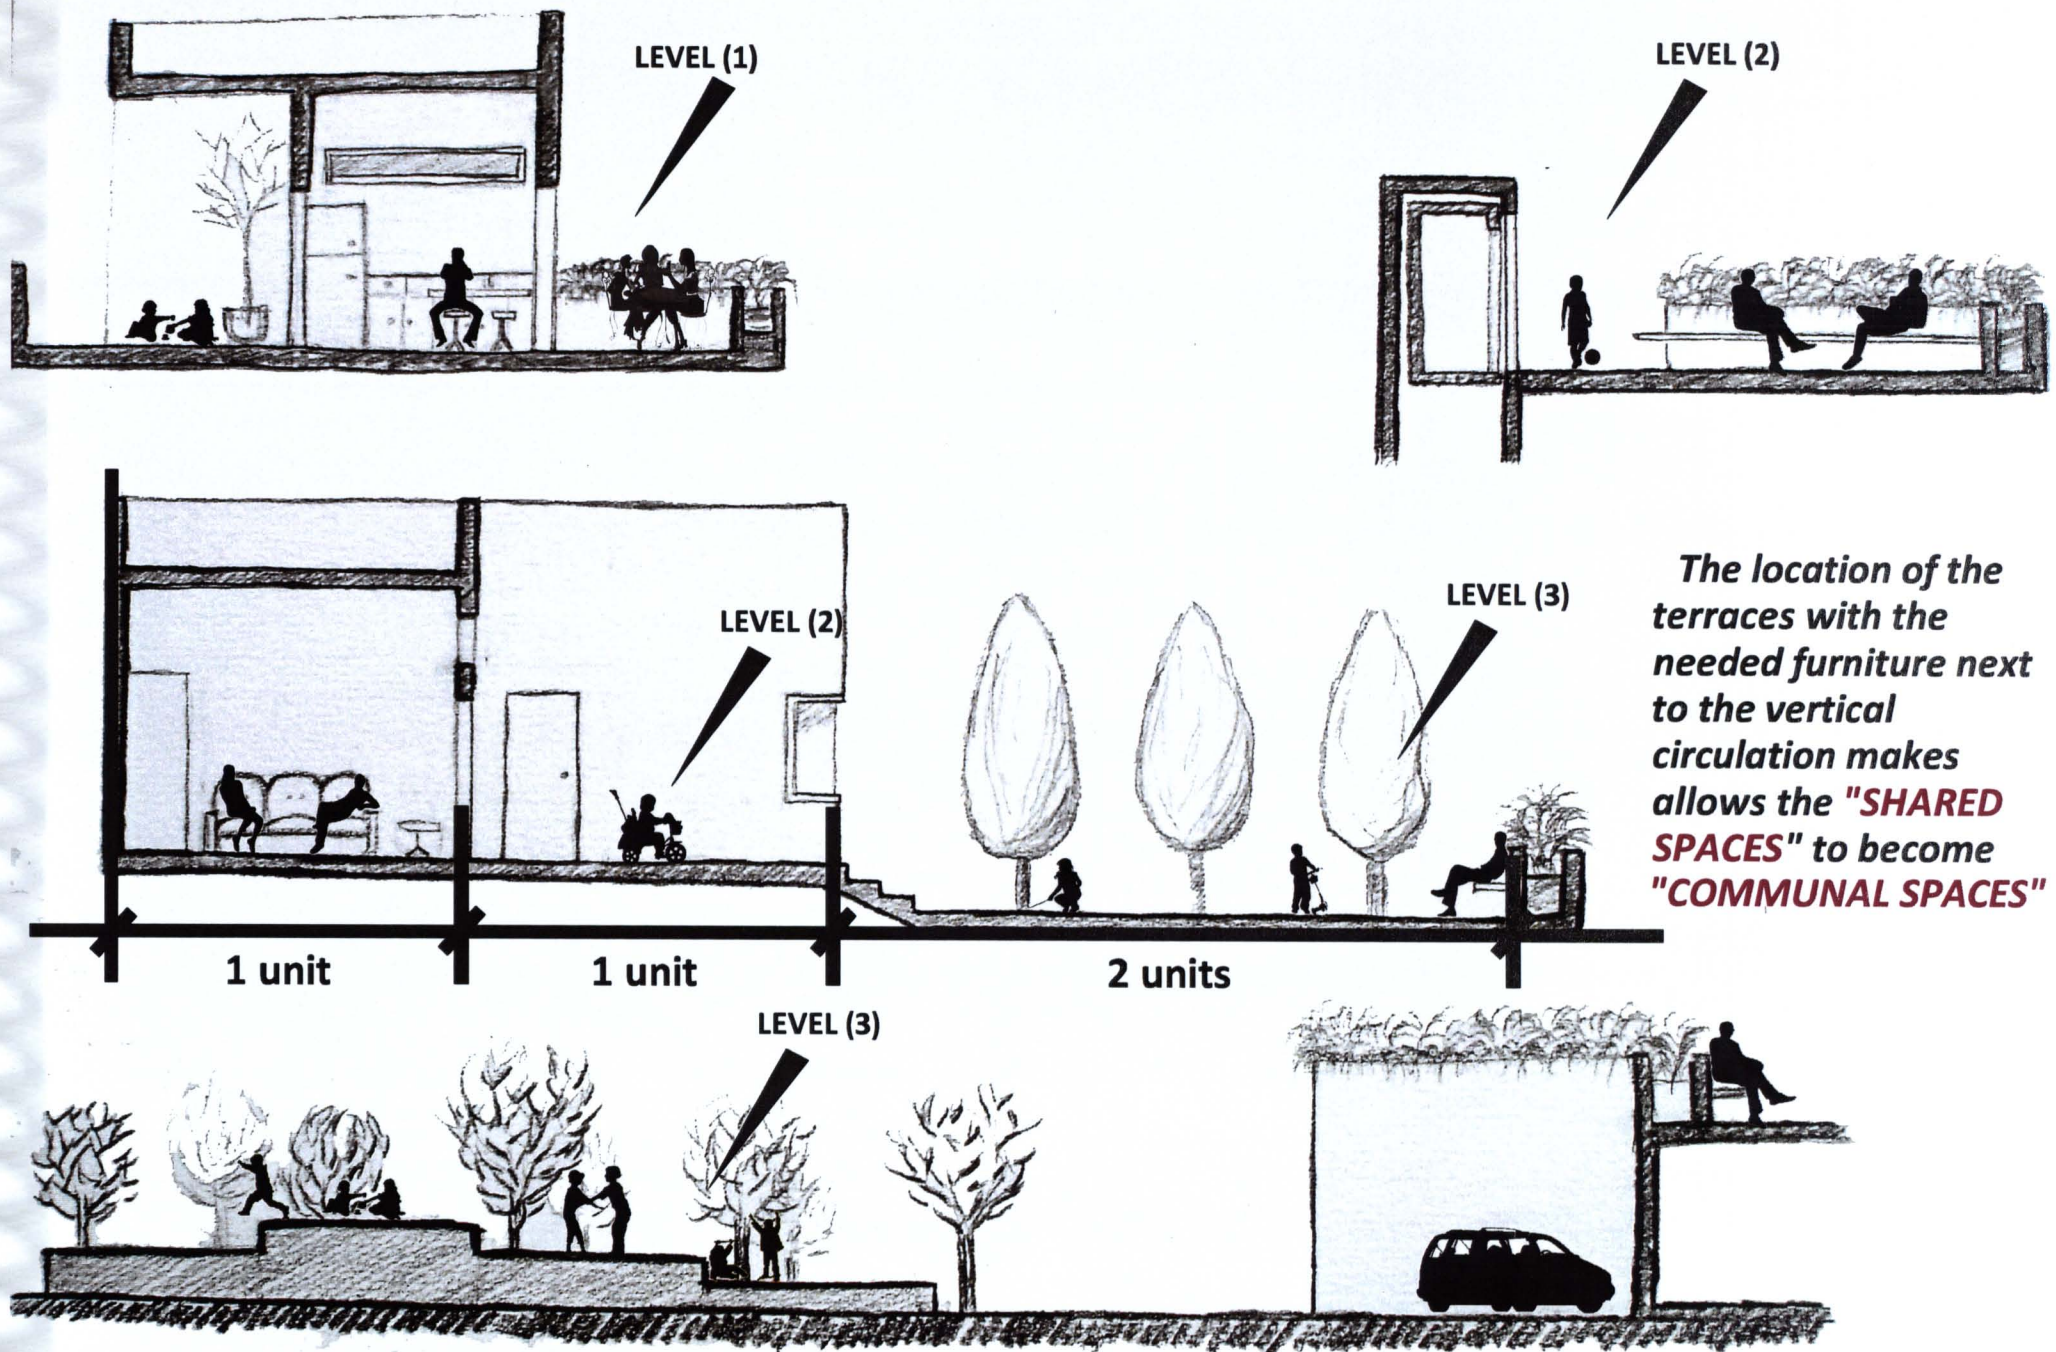 LEVEL (1)
LEVEL (2)
LEVEL (2)
LEVEL (3)
The location of the
terraces with the
needed furniture next
to the vertical
circulation makes
allows the "SHARED
SPACES" to become
"COMMUNAL SPACES"
1 unit
1 unit
2 units
LEVEL (3)